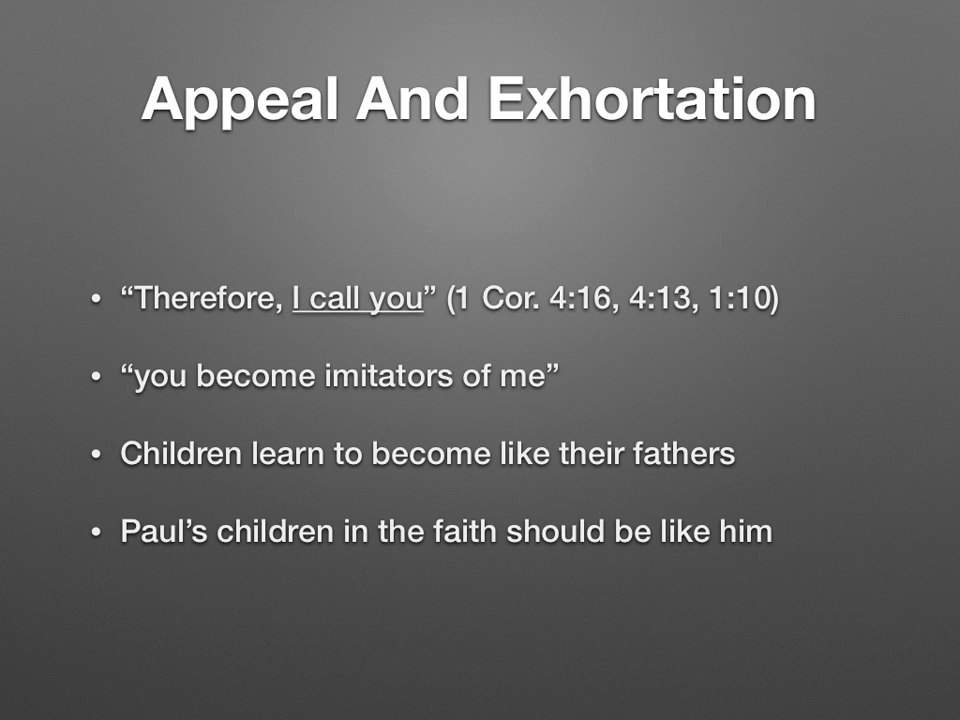 Appeal And Exhortation
• “Therefore, I call you” (1 Cor. 4:16, 4:13, 1:10)
• “you become imitators of me”
• Children learn to become like their fathers
• Paul’s children in the faith should be like him